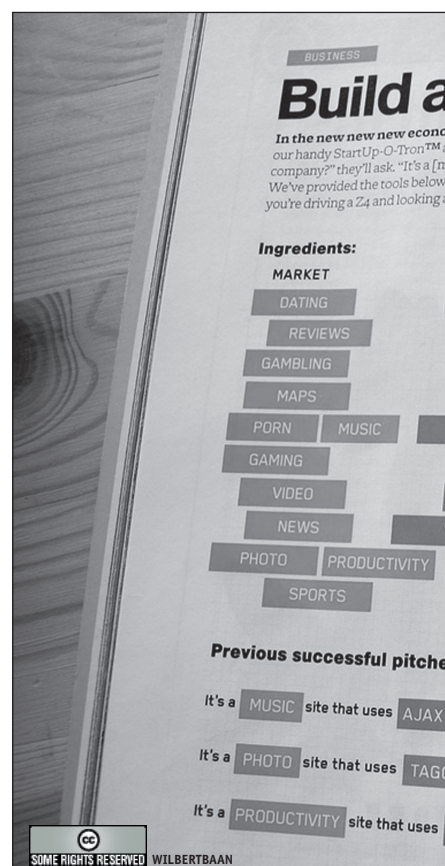 BUSINESS
Build a
In the new new new econo
our handy StartUp-O-Tron™ a
company?" they'll ask. "It's a [m
We've provided the tools below
you're driving a Z4 and looking a
Ingredients:
MARKET
DATING
REVIEWS
GAMBLING
MAPS
PORN MUSIC
GAMING
VIDEO
NEWS
PHOTO PRODUCTIVITY
SPORTS
Previous successful pitche
It's a MUSIC site that uses AJAX
It's a PHOTO site that uses TAGG
It's a PRODUCTIVITY site that uses
cc
SOME RIGHTS RESERVED WILBERTBAAN